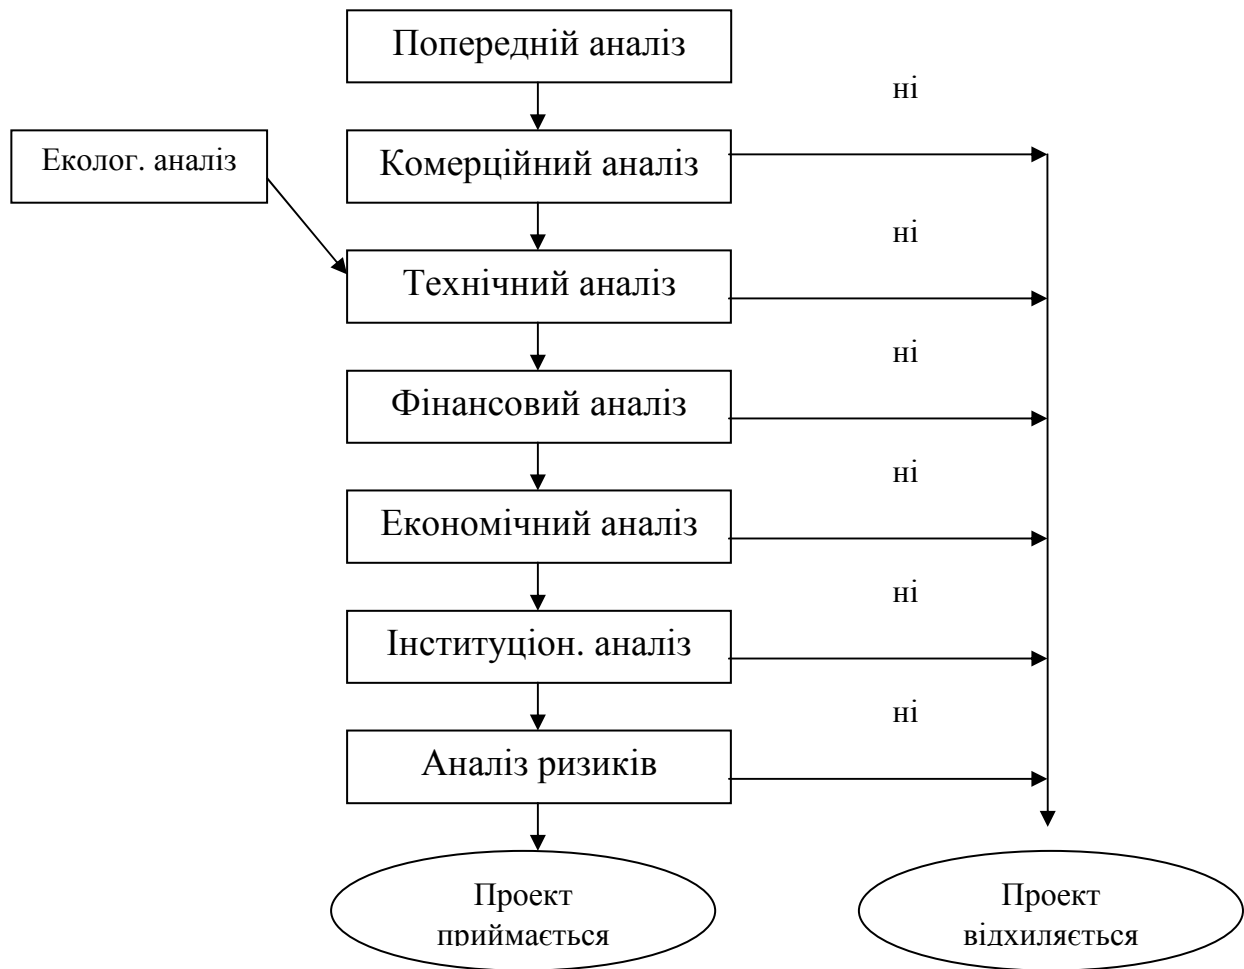 Попередній аналіз
ні
Еколог. аналіз
Комерційний аналіз
ні
Технічний аналіз
ні
Фінансовий аналіз
ні
Економічний аналіз
ні
Інституціон. аналіз
ні
Аналіз ризиків
Проект
приймається
Проект
відхиляється